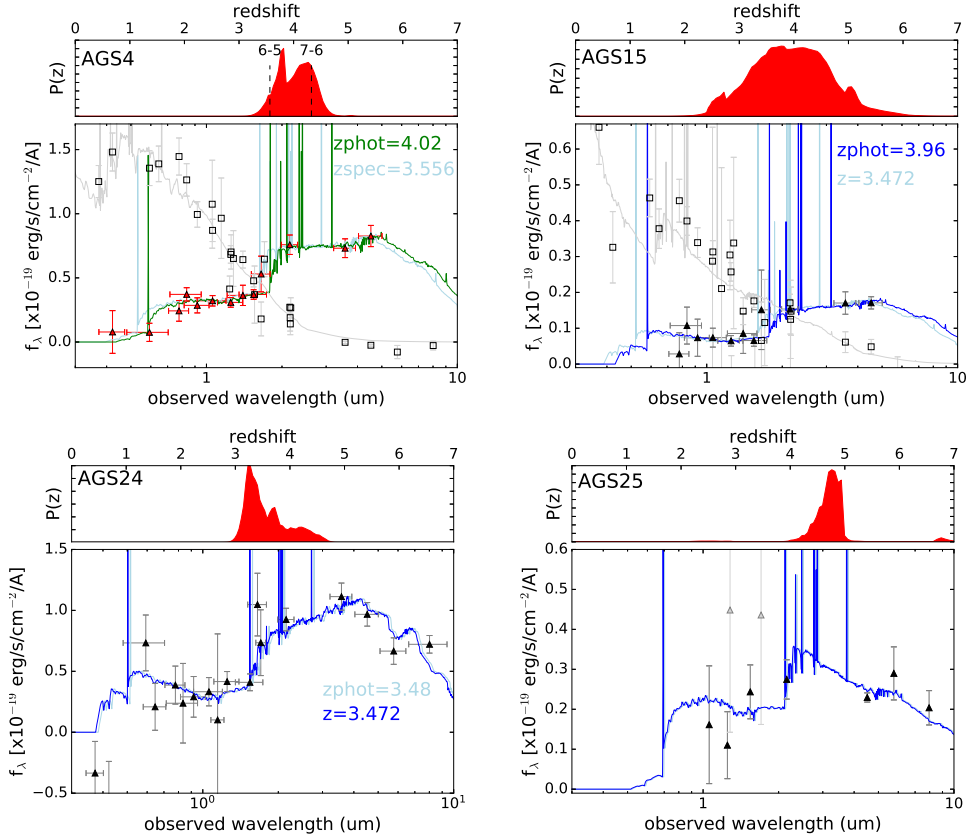 redshift
0 1 2 3 4 5 6 7
P(z)
AGS4
6-5
7-6
zphot=4.02
zspec=3.556
f_λ [x10⁻¹⁹ erg/s/cm⁻²/A]
1.5
1.0
0.5
0.0
1 10
observed wavelength (um)
redshift
0 1 2 3 4 5 6 7
P(z)
AGS15
zphot=3.96
z=3.472
f_λ [x10⁻¹⁹ erg/s/cm⁻²/A]
0.6
0.5
0.4
0.3
0.2
0.1
0.0
1 10
observed wavelength (um)
redshift
0 1 2 3 4 5 6 7
P(z)
AGS24
f_λ [x10⁻¹⁹ erg/s/cm⁻²/A]
1.5
1.0
0.5
0.0
−0.5
zphot=3.48
z=3.472
10⁰ 10¹
observed wavelength (um)
redshift
0 1 2 3 4 5 6 7
P(z)
AGS25
f_λ [x10⁻¹⁹ erg/s/cm⁻²/A]
0.6
0.5
0.4
0.3
0.2
0.1
0.0
1 10
observed wavelength (um)